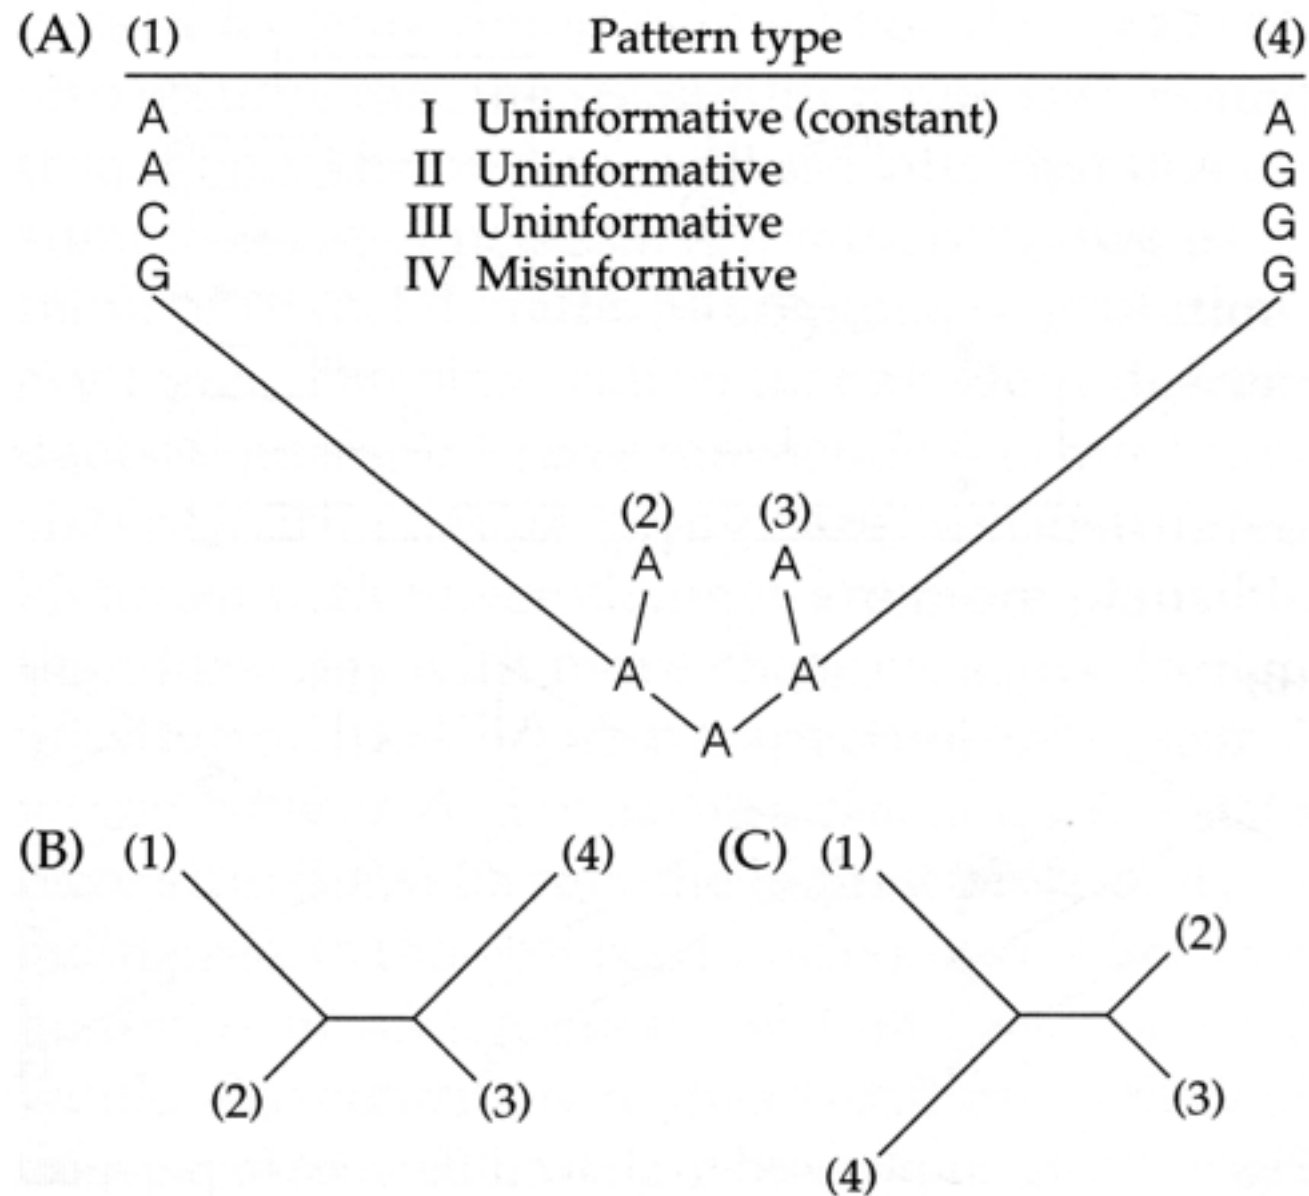 (A) (1) Pattern type (4)
A I Uninformative (constant) A
A II Uninformative G
C III Uninformative G
G IV Misinformative G
(2) (3)
A A
A A
A
(B) (1) (4) (C) (1)
(2)
(2) (3) (3)
(4)